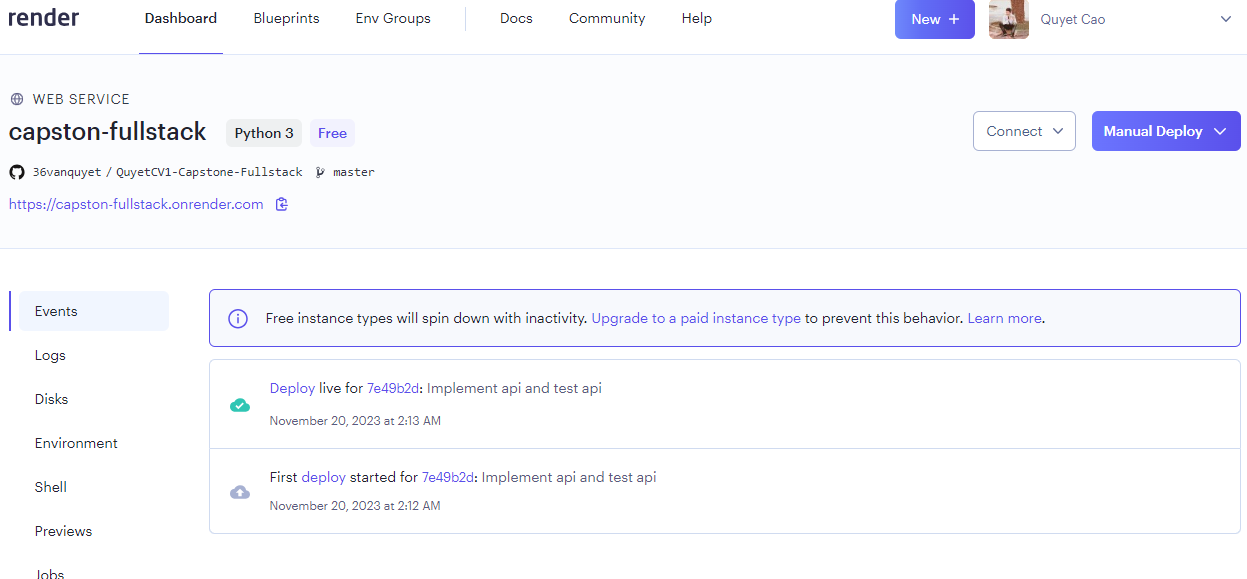 render Dashboard Blueprints Env Groups Docs Community Help New + Quyet Cao
WEB SERVICE
capston-fullstack Python 3 Free Connect Manual Deploy
36vanquyet / QuyetCV1-Capstone-Fullstack master
https://capston-fullstack.onrender.com
Events
Logs
Disks
Environment
Shell
Previews
Jobs
Free instance types will spin down with inactivity. Upgrade to a paid instance type to prevent this behavior. Learn more.
Deploy live for 7e49b2d: Implement api and test api
November 20, 2023 at 2:13 AM
First deploy started for 7e49b2d: Implement api and test api
November 20, 2023 at 2:12 AM